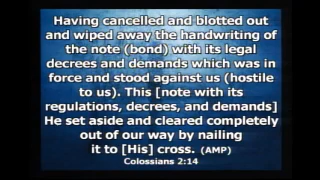 Having cancelled and blotted out
and wiped away the handwriting of
the note (bond) with its legal
decrees and demands which was in
force and stood against us (hostile
to us). This [note with its
regulations, decrees, and demands]
He set aside and cleared completely
out of our way by nailing
it to [His] cross. (AMP)
Colossians 2:14